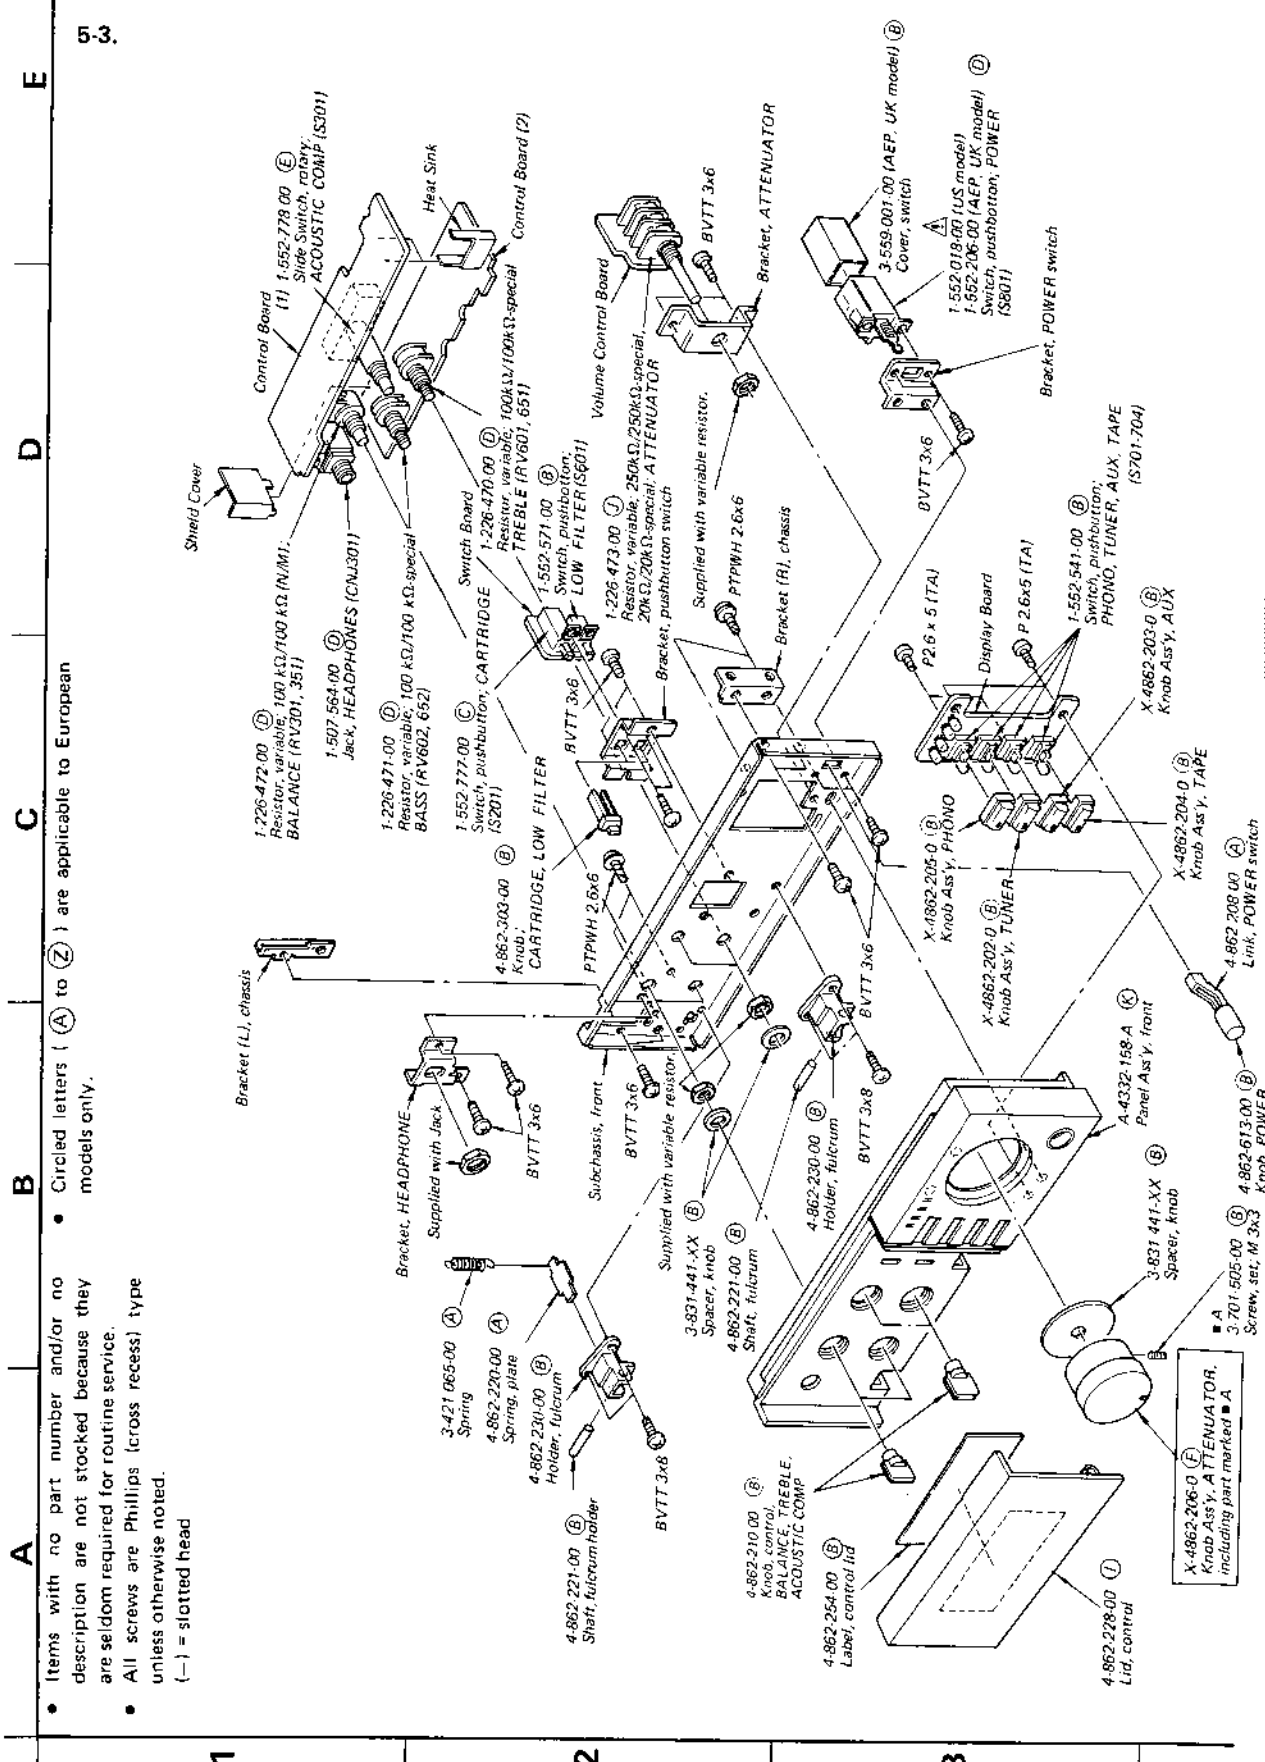 5-3.
A
B
C
D
E
1
2
3
• Items with no part number and/or no
description are not stocked because they
are seldom required for routine service.
• All screws are Phillips (cross recess) type
unless otherwise noted.
(—) = slotted head
• Circled letters ( Ⓐ to Ⓩ ) are applicable to European
models only.
Bracket (L), chassis
Shield Cover
Control Board
(1)
1-552-778 00 Ⓔ
Slide Switch, rotary;
ACOUSTIC COMP (S301)
Heat Sink
Control Board (2)
1-226-472-00 Ⓓ
Resistor, variable; 100 kΩ/100 kΩ (N/M);
BALANCE (RV301, 351)
1-507-564-00 Ⓓ
Jack, HEADPHONES (CNJ301)
1-226-471-00 Ⓓ
Resistor, variable; 100 kΩ/100 kΩ-special
BASS (RV602, 652)
1-552-777-00 Ⓒ
Switch, pushbutton; CARTRIDGE
(S201)
Switch Board
1-226-470-00 Ⓓ
Resistor, variable; 100kΩ/100kΩ-special
TREBLE (RV601, 651)
1-552-571-00 Ⓑ
Switch, pushbotton;
LOW FILTER (S601)
1-226-473-00 Ⓙ
Resistor, variable; 250kΩ/250kΩ-special,
20kΩ/20kΩ-special; ATTENUATOR
Bracket, pushbutton switch
Volume Control Board
BVTT 3x6
Bracket, ATTENUATOR
Supplied with variable resistor.
PTPWH 2.6x6
Bracket (R), chassis
3-559-001-00 (AEP, UK model) Ⓑ
Cover, switch
1-552-018-00 (US model)
1-552-206-00 (AEP, UK model) Ⓓ
Switch, pushbotton; POWER
(S801)
Bracket, POWER switch
BVTT 3x6
4-862-303-00 Ⓑ
Knob;
CARTRIDGE, LOW FILTER
BVTT 3x6
PTPWH 2.6x6
Bracket, HEADPHONE
Supplied with Jack
BVTT 3x6
Subchassis, front
BVTT 3x6
Supplied with variable resistor
P2.6 x 5 (TA)
Display Board
P 2.6x5 (TA)
1-552-541-00 Ⓑ
Switch, pushbutton;
PHONO, TUNER, AUX, TAPE
(S701-704)
X-4862-203-0 Ⓑ
Knob Ass'y, AUX
X-4862-204-0 Ⓑ
Knob Ass'y, TAPE
X-4862-205-0 Ⓑ
Knob Ass'y, PHONO
X-4862-202-0 Ⓑ
Knob Ass'y, TUNER
BVTT 3x6
4-862 208 00 Ⓐ
Link, POWER switch
4-862-613-00 Ⓑ
Knob, POWER
A-4332-158-A Ⓚ
Panel Ass'y, front
3-421 065-00 Ⓐ
Spring
4-862-220-00 Ⓐ
Spring, plate
4-862-230-00 Ⓑ
Holder, fulcrum
4-862-221-00 Ⓑ
Shaft, fulcrum holder
BVTT 3x8
3-831-441-XX Ⓑ
Spacer, knob
4-862-221-00 Ⓑ
Shaft, fulcrum
4-862-230-00 Ⓑ
Holder, fulcrum
BVTT 3x8
4-862-210 00 Ⓑ
Knob, control;
BALANCE, TREBLE,
ACOUSTIC COMP
4-862-254-00 Ⓑ
Label, control lid
4-862-228-00 Ⓘ
Lid, control
3-831 441-XX Ⓑ
Spacer, knob
■ A
3-701-505-00 Ⓑ
Screw, set, M 3x3
X-4862-206-0 Ⓕ
Knob Ass'y, ATTENUATOR,
including part marked ■ A